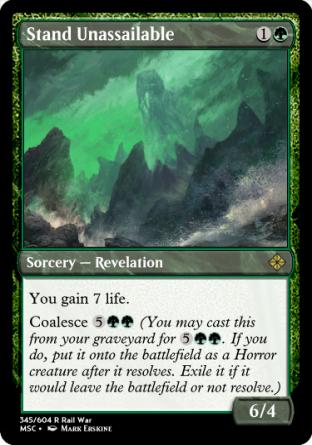 Stand Unassailable 1
Sorcery — Revelation
You gain 7 life.
Coalesce 5 (You may cast this
from your graveyard for 5. If you
do, put it onto the battlefield as a Horror
creature after it resolves. Exile it if it
would leave the battlefield or not resolve.)
6/4
345/604 R Rail War
MSC • Mark Erskine